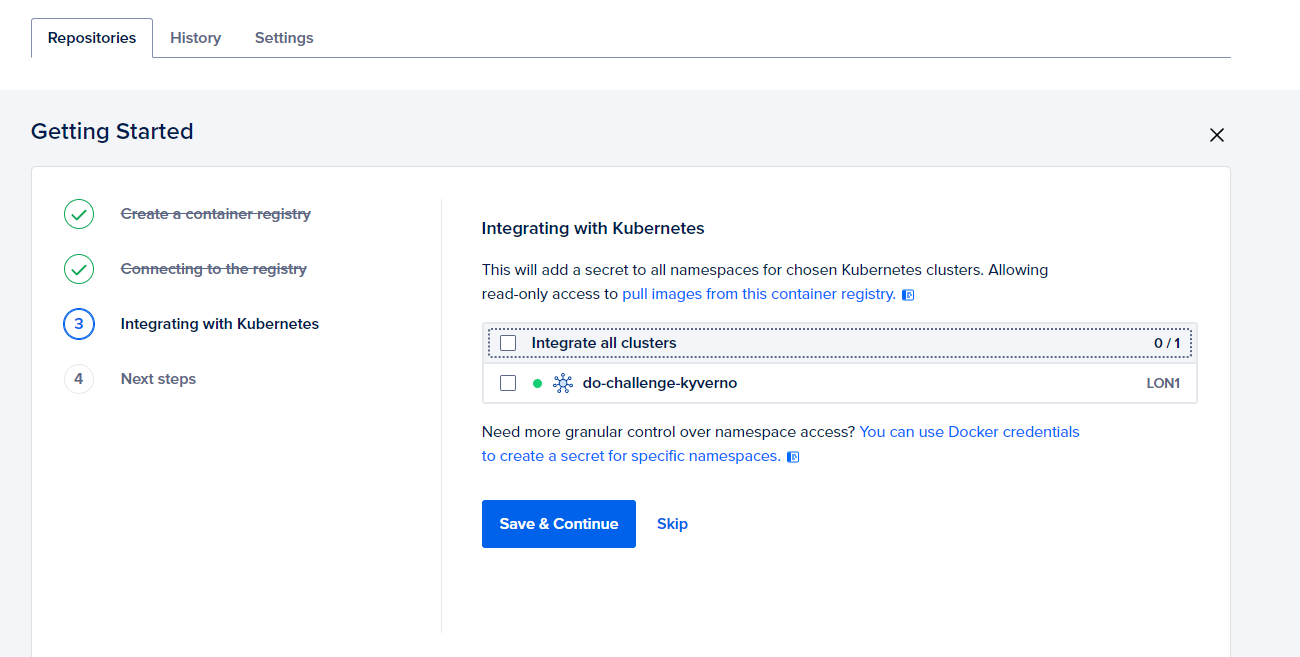 Repositories History Settings
Getting Started
Create a container registry
Connecting to the registry
3 Integrating with Kubernetes
4 Next steps
Integrating with Kubernetes
This will add a secret to all namespaces for chosen Kubernetes clusters. Allowing
read-only access to pull images from this container registry.
Integrate all clusters 0 / 1
do-challenge-kyverno LON1
Need more granular control over namespace access? You can use Docker credentials
to create a secret for specific namespaces.
Save & Continue Skip